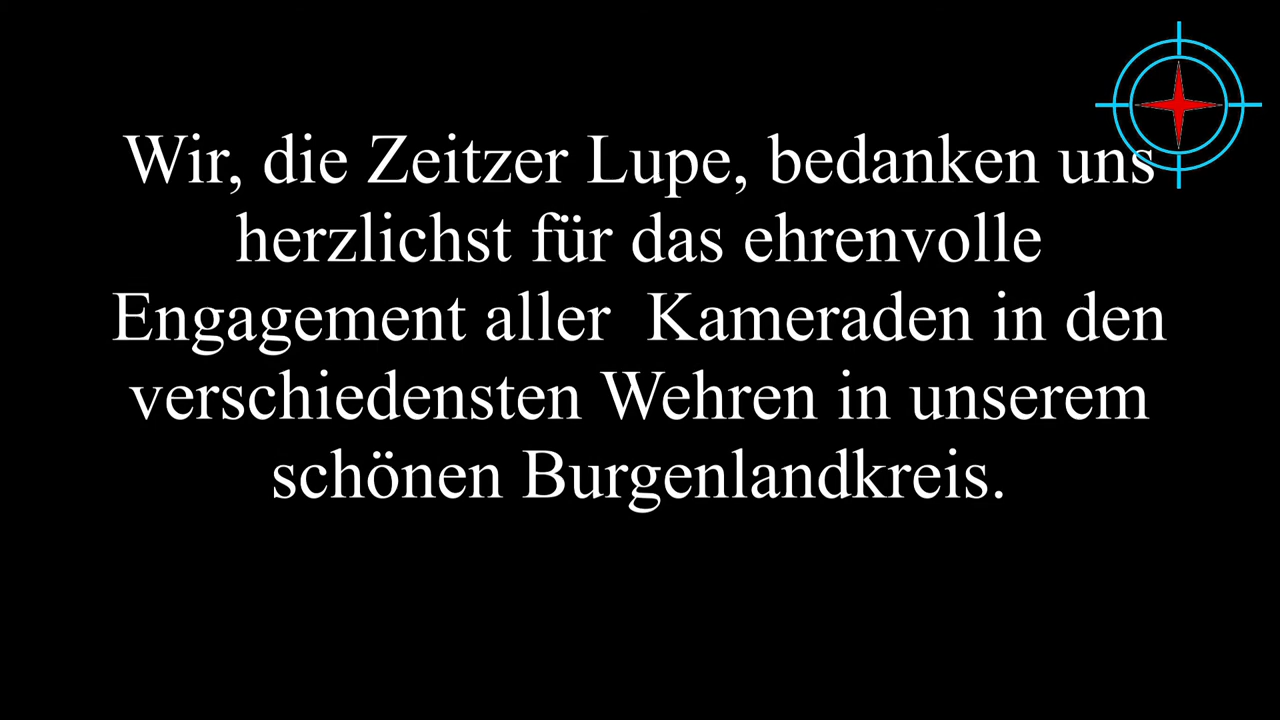 Wir, die Zeitzer Lupe, bedanken uns
herzlichst für das ehrenvolle
Engagement aller  Kameraden in den
verschiedensten Wehren in unserem
schönen Burgenlandkreis.